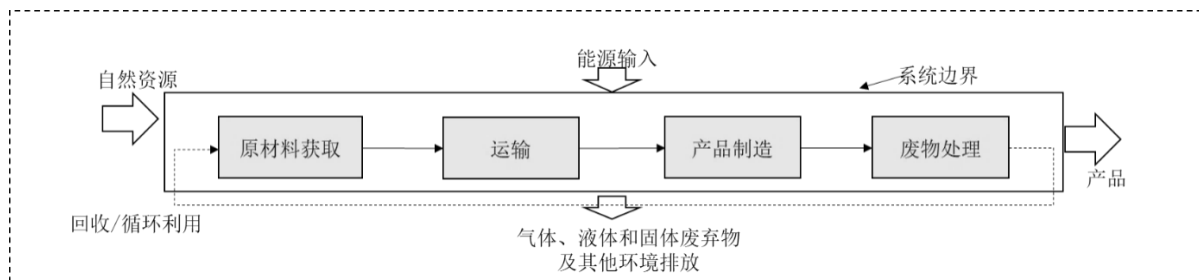 能源输入
自然资源
系统边界
原材料获取
运输
产品制造
废物处理
产品
回收/循环利用
气体、液体和固体废弃物
及其他环境排放